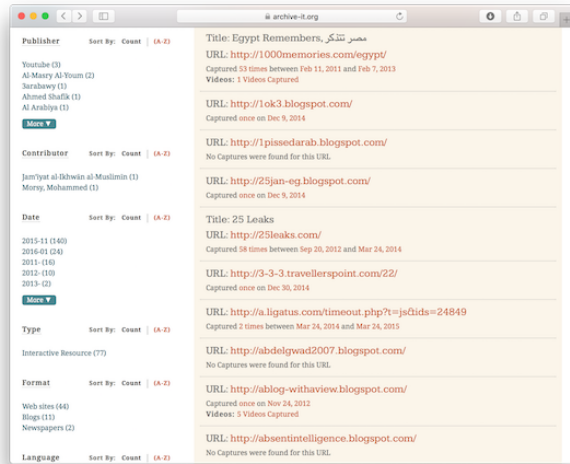 archive-it.org
Publisher Sort By: Count | (A-Z)
Youtube (3)
Al-Masry Al-Youm (2)
3arabawy (1)
Ahmed Shafik (1)
Al Arabiya (1)
More ▼
Contributor Sort By: Count | (A-Z)
Jam'iyat al-Ikhwān al-Muslimin (1)
Morsy, Mohammed (1)
Date Sort By: Count | (A-Z)
2015-11 (140)
2016-01 (24)
2011- (16)
2012- (10)
2013- (2)
More ▼
Type Sort By: Count | (A-Z)
Interactive Resource (77)
Format Sort By: Count | (A-Z)
Web sites (44)
Blogs (11)
Newspapers (2)
Language Sort By: Count | (A-Z)
Title: Egypt Remembers, مصر تتذكر
URL: http://1000memories.com/egypt/
Captured 53 times between Feb 11, 2011 and Feb 7, 2013
Videos: 1 Videos Captured
URL: http://1ok3.blogspot.com/
Captured once on Dec 9, 2014
URL: http://1pissedarab.blogspot.com/
No Captures were found for this URL
URL: http://25jan-eg.blogspot.com/
Captured once on Dec 9, 2014
Title: 25 Leaks
URL: http://25leaks.com/
Captured 58 times between Sep 20, 2012 and Mar 24, 2014
URL: http://3-3-3.travellerspoint.com/22/
Captured once on Dec 30, 2014
URL: http://a.ligatus.com/timeout.php?t=js&ids=24849
Captured 2 times between Mar 24, 2014 and Mar 24, 2015
URL: http://abdelgwad2007.blogspot.com/
No Captures were found for this URL
URL: http://ablog-withaview.blogspot.com/
Captured once on Nov 24, 2012
Videos: 5 Videos Captured
URL: http://absentintelligence.blogspot.com/
No Captures were found for this URL